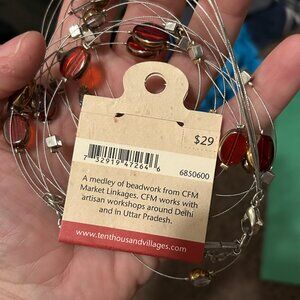 $29
7 52919 47264 6
6850600
A medley of beadwork from CFM
Market Linkages. CFM works with
artisan workshops around Delhi
and in Uttar Pradesh.
www.tenthousandvillages.com